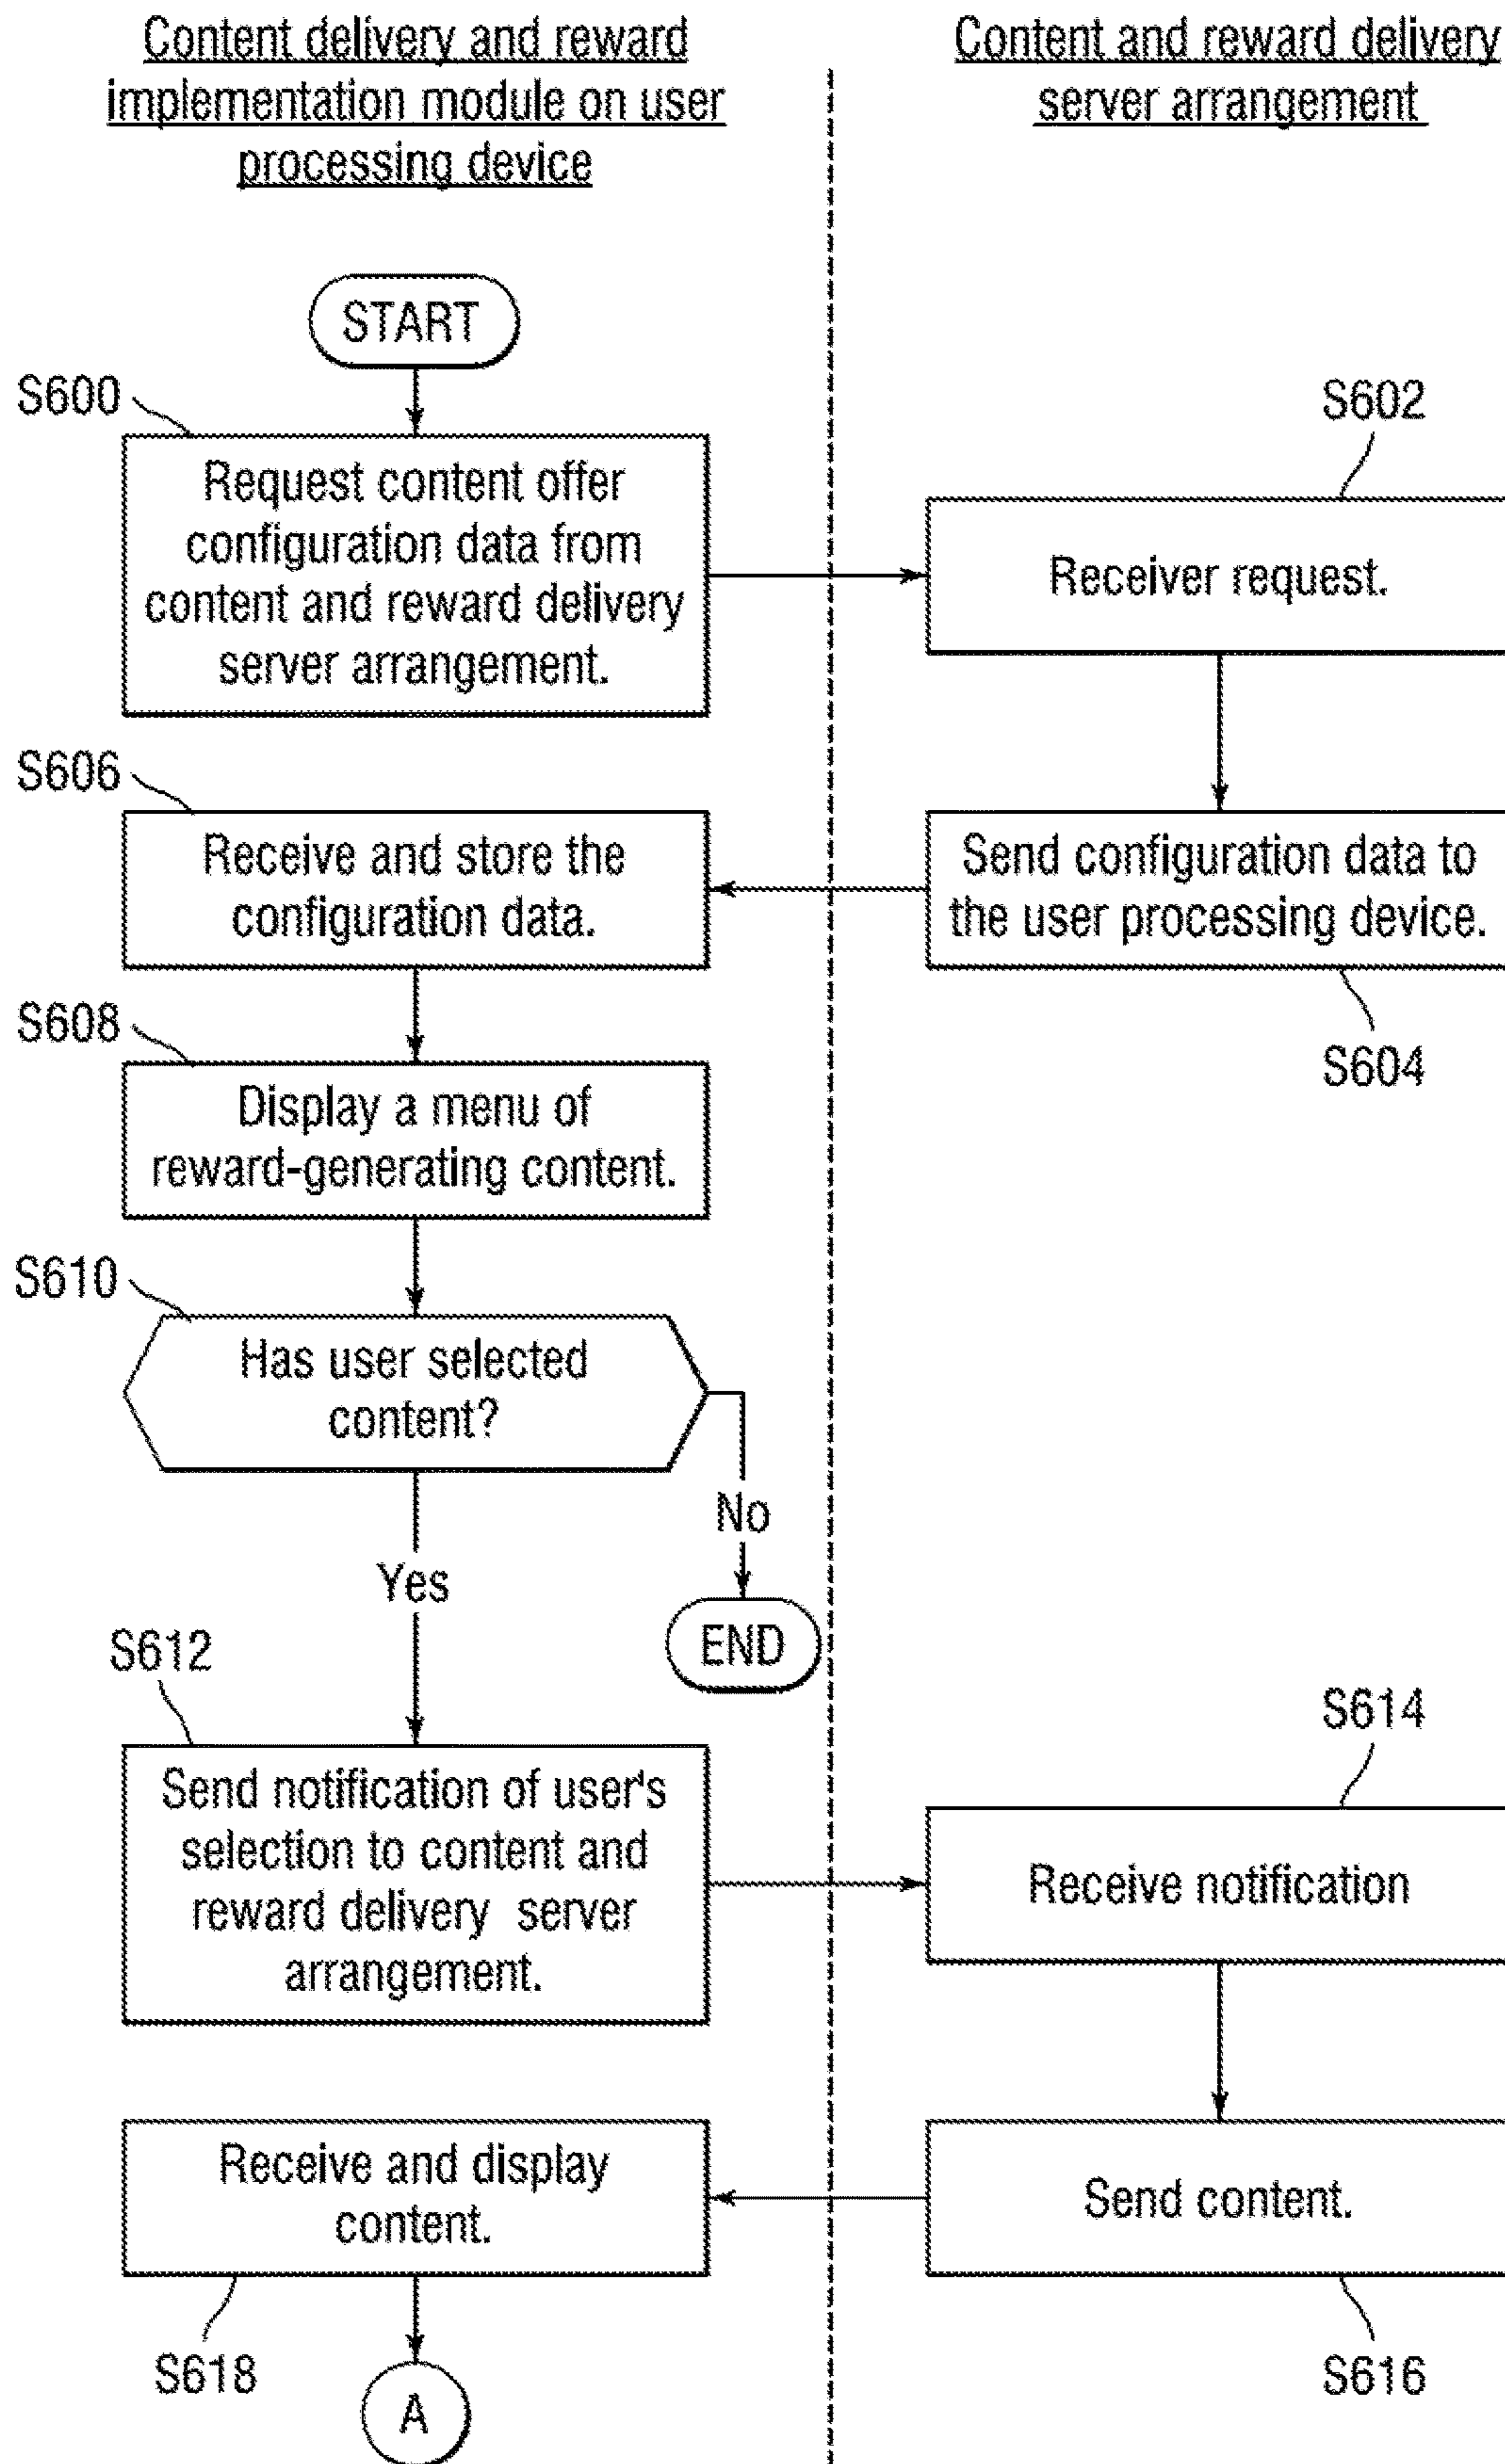 Content delivery and reward
implementation module on user
processing device
Content and reward delivery
server arrangement
START
S600
Request content offer
configuration data from
content and reward delivery
server arrangement.
S602
Receiver request.
S606
Receive and store the
configuration data.
Send configuration data to
the user processing device.
S604
S608
Display a menu of
reward-generating content.
S610
Has user selected
content?
No
END
Yes
S612
Send notification of user's
selection to content and
reward delivery server
arrangement.
S614
Receive notification
Receive and display
content.
S618
Send content.
S616
A